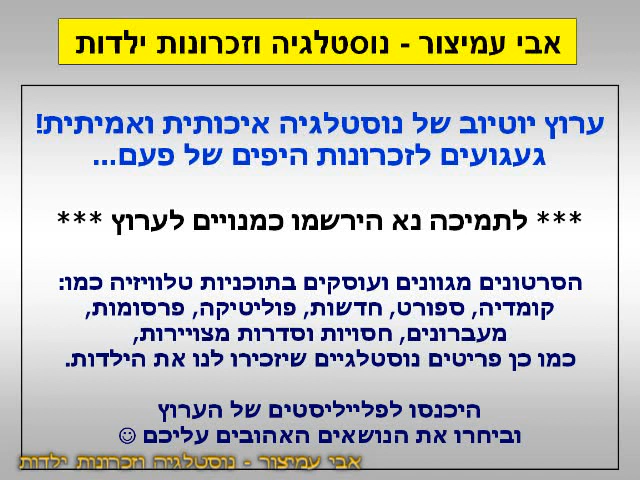 אבי עמיצור - נוסטלגיה וזכרונות ילדות
ערוץ יוטיוב של נוסטלגיה איכותית ואמיתית!
געגועים לזכרונות היפים של פעם...
*** לתמיכה נא הירשמו כמנויים לערוץ ***
הסרטונים מגוונים ועוסקים בתוכניות טלוויזיה כמו:
קומדיה, ספורט, חדשות, פוליטיקה, פרסומות,
מעברונים, חסויות וסדרות מצויירות,
כמו כן פריטים נוסטלגיים שיזכירו לנו את הילדות.
היכנסו לפלייליסטים של הערוץ
וביחרו את הנושאים האהובים עליכם ☺
אבי עמיצור - נוסטלגיה וזכרונות ילדות